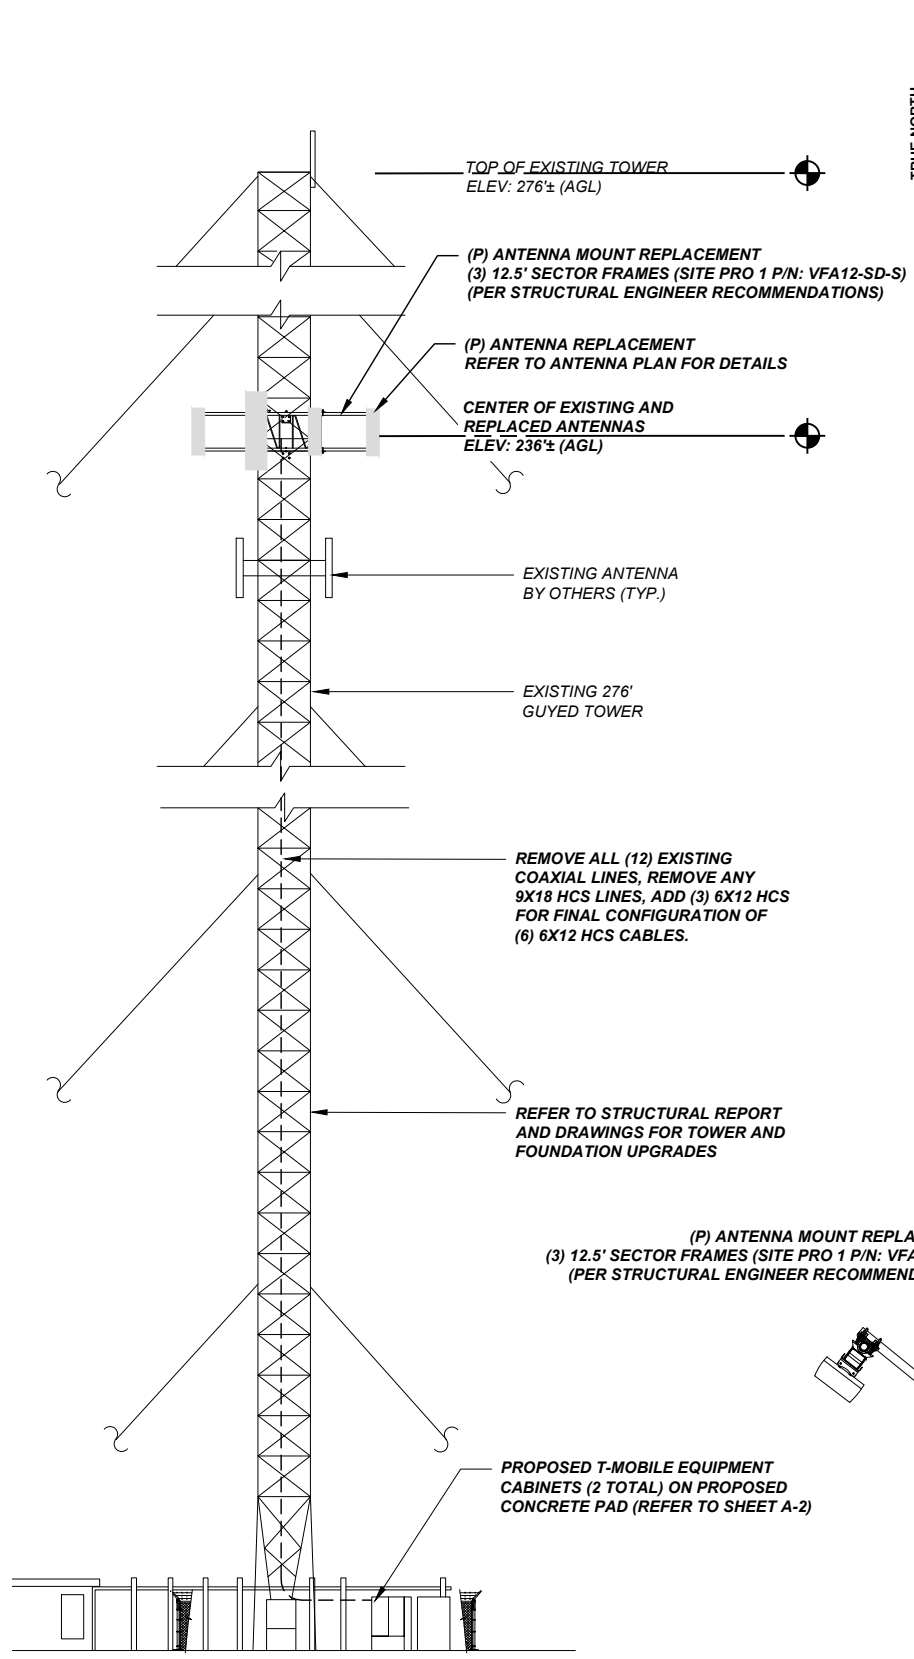 TRUE NORTH
TOP OF EXISTING TOWER
ELEV: 276'± (AGL)
(P) ANTENNA MOUNT REPLACEMENT
(3) 12.5' SECTOR FRAMES (SITE PRO 1 P/N: VFA12-SD-S)
(PER STRUCTURAL ENGINEER RECOMMENDATIONS)
(P) ANTENNA REPLACEMENT
REFER TO ANTENNA PLAN FOR DETAILS
CENTER OF EXISTING AND
REPLACED ANTENNAS
ELEV: 236'± (AGL)
EXISTING ANTENNA
BY OTHERS (TYP.)
EXISTING 276'
GUYED TOWER
REMOVE ALL (12) EXISTING
COAXIAL LINES, REMOVE ANY
9X18 HCS LINES, ADD (3) 6X12 HCS
FOR FINAL CONFIGURATION OF
(6) 6X12 HCS CABLES.
REFER TO STRUCTURAL REPORT
AND DRAWINGS FOR TOWER AND
FOUNDATION UPGRADES
(P) ANTENNA MOUNT REPLA
(3) 12.5' SECTOR FRAMES (SITE PRO 1 P/N: VFA
(PER STRUCTURAL ENGINEER RECOMMEND
PROPOSED T-MOBILE EQUIPMENT
CABINETS (2 TOTAL) ON PROPOSED
CONCRETE PAD (REFER TO SHEET A-2)